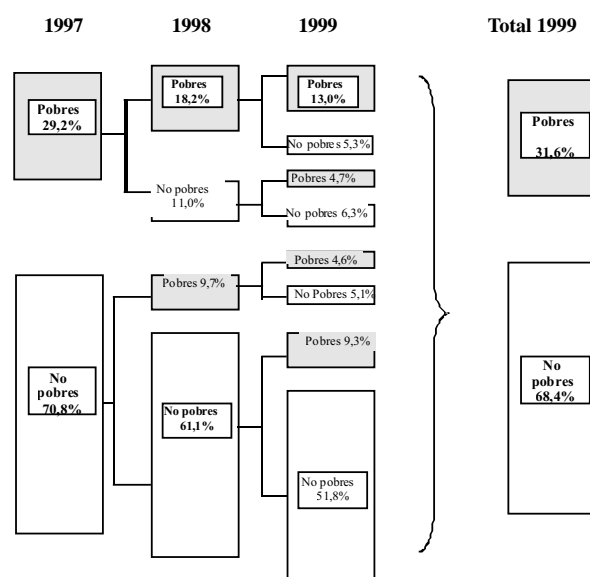 1997
1998
1999
Total 1999
Pobres
29,2%
Pobres
18,2%
Pobres
13,0%
No pobres 5,3%
No pobres
11,0%
Pobres 4,7%
No pobres 6,3%
Pobres
31,6%
No
pobres
70,8%
Pobres 9,7%
Pobres 4,6%
No Pobres 5,1%
No pobres
61,1%
Pobres 9,3%
No pobres
51,8%
No
pobres
68,4%